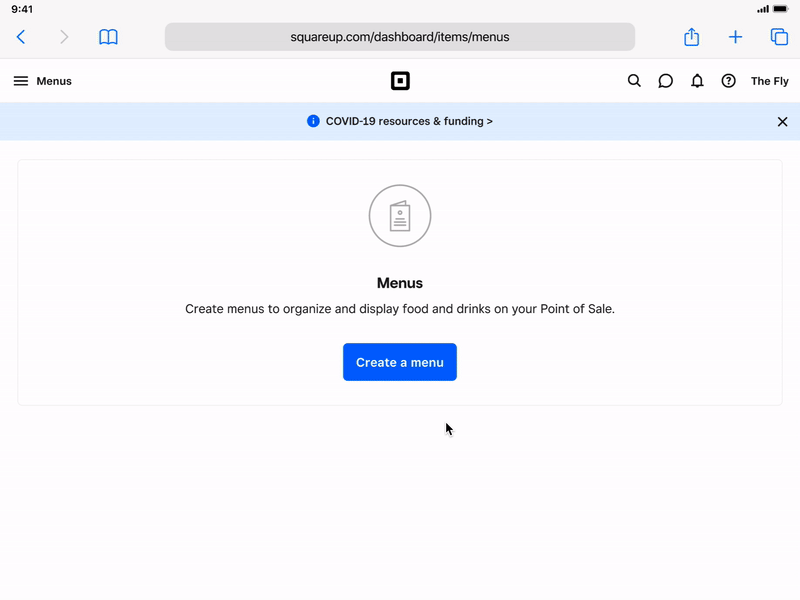 9:41
squareup.com/dashboard/items/menus
Menus
The Fly
COVID-19 resources & funding >
Menus
Create menus to organize and display food and drinks on your Point of Sale.
Create a menu